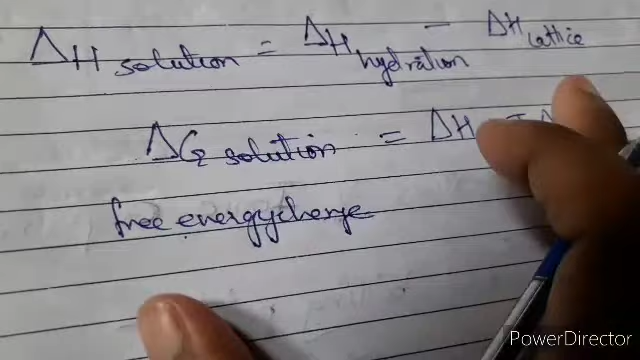 ΔH solution = ΔH hydration - ΔH lattice
ΔG solution = ΔH
free energy change
PowerDirector